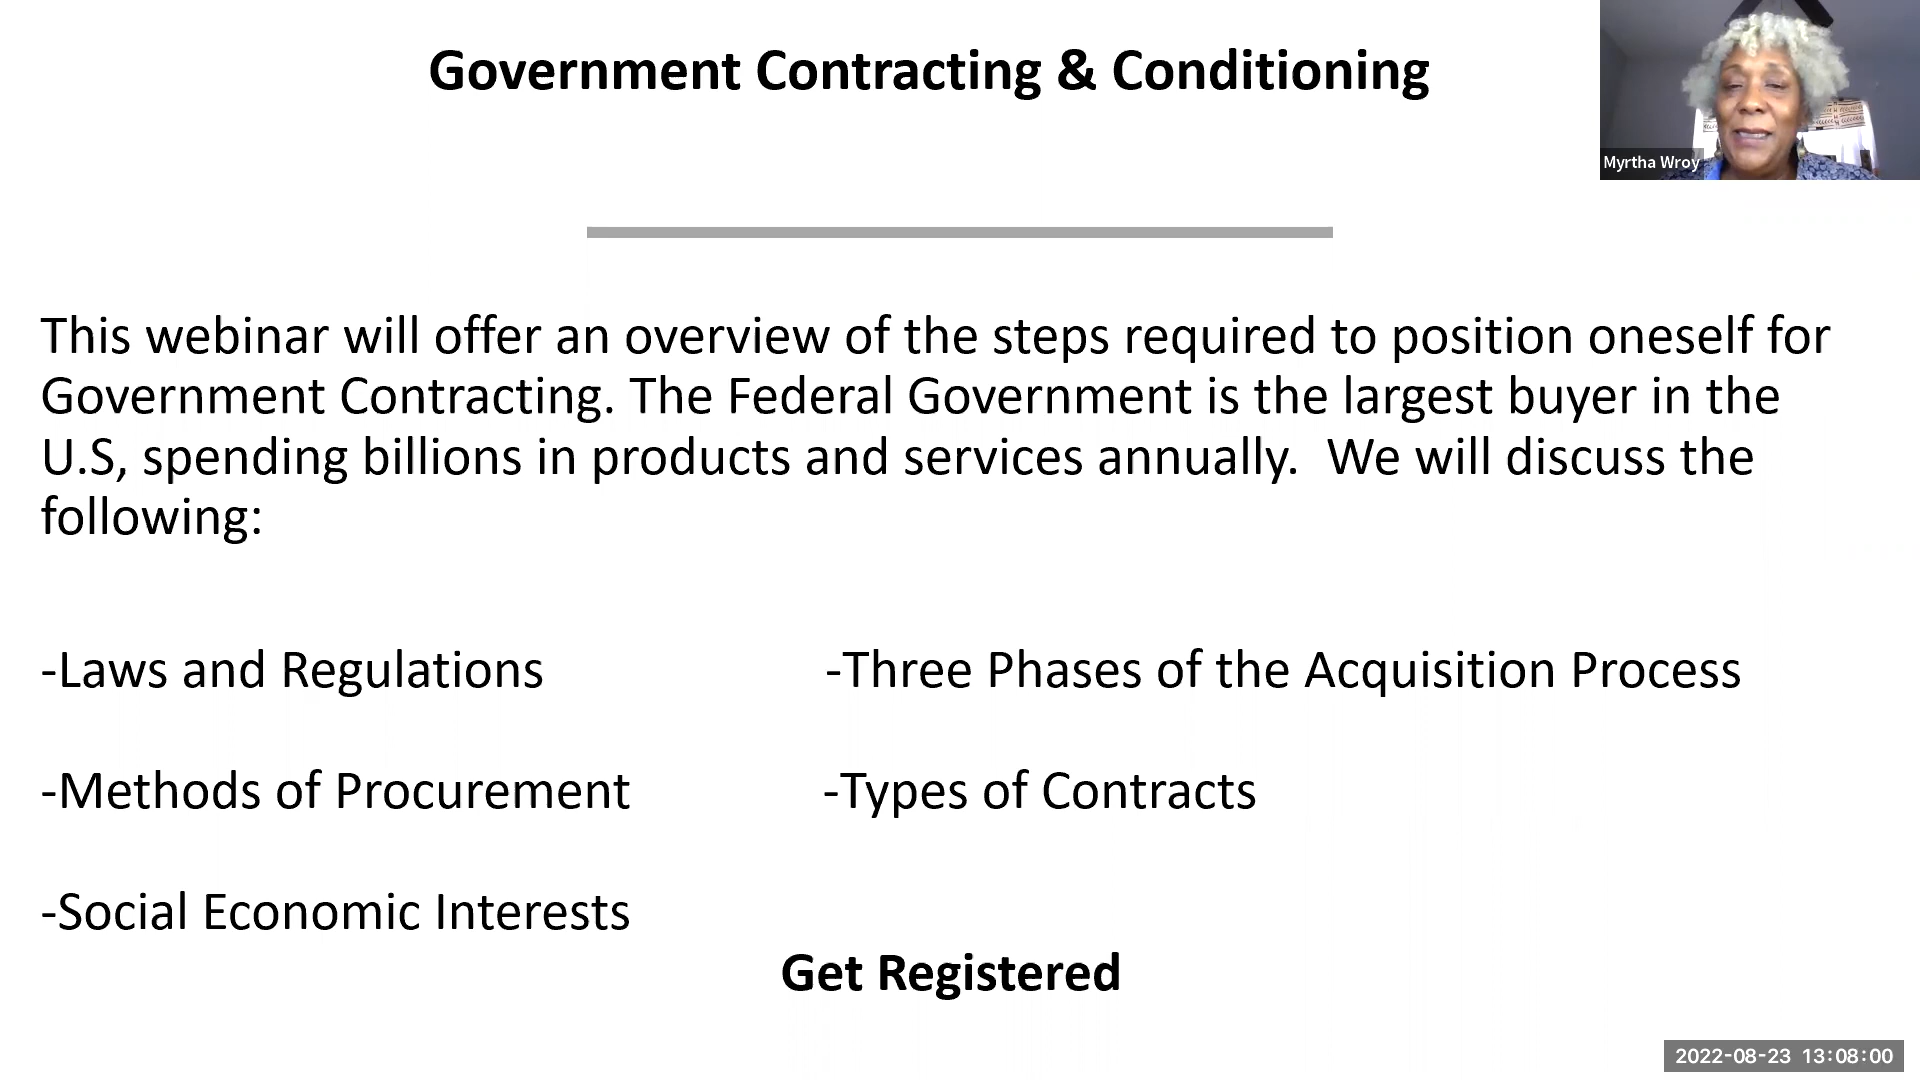 Government Contracting & Conditioning
Myrtha Wroy
This webinar will offer an overview of the steps required to position oneself for
Government Contracting. The Federal Government is the largest buyer in the
U.S, spending billions in products and services annually.  We will discuss the
following:
-Laws and Regulations -Three Phases of the Acquisition Process
-Methods of Procurement -Types of Contracts
-Social Economic Interests
Get Registered
2022-08-23 13:08:00